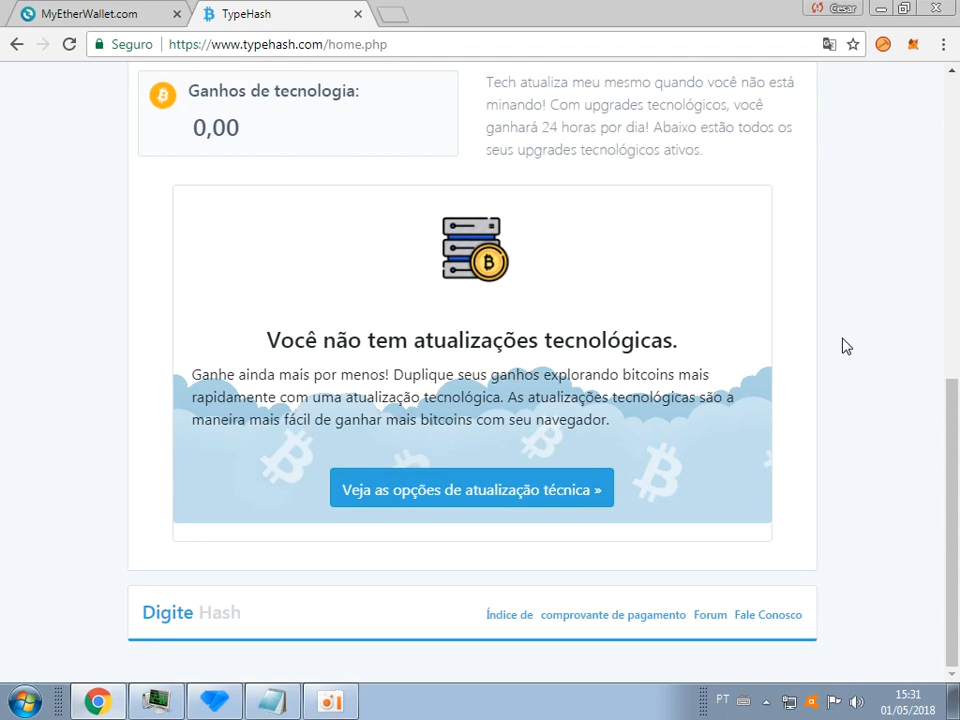 MyEtherWallet.com
TypeHash
Cesar
Seguro
https://www.typehash.com/home.php
Ganhos de tecnologia:
0,00
Tech atualiza meu mesmo quando você não está
minando! Com upgrades tecnológicos, você
ganhará 24 horas por dia! Abaixo estão todos os
seus upgrades tecnológicos ativos.
Você não tem atualizações tecnológicas.
Ganhe ainda mais por menos! Duplique seus ganhos explorando bitcoins mais
rapidamente com uma atualização tecnológica. As atualizações tecnológicas são a
maneira mais fácil de ganhar mais bitcoins com seu navegador.
Veja as opções de atualização técnica »
Digite Hash
Índice de comprovante de pagamento Forum Fale Conosco
PT
15:31
01/05/2018